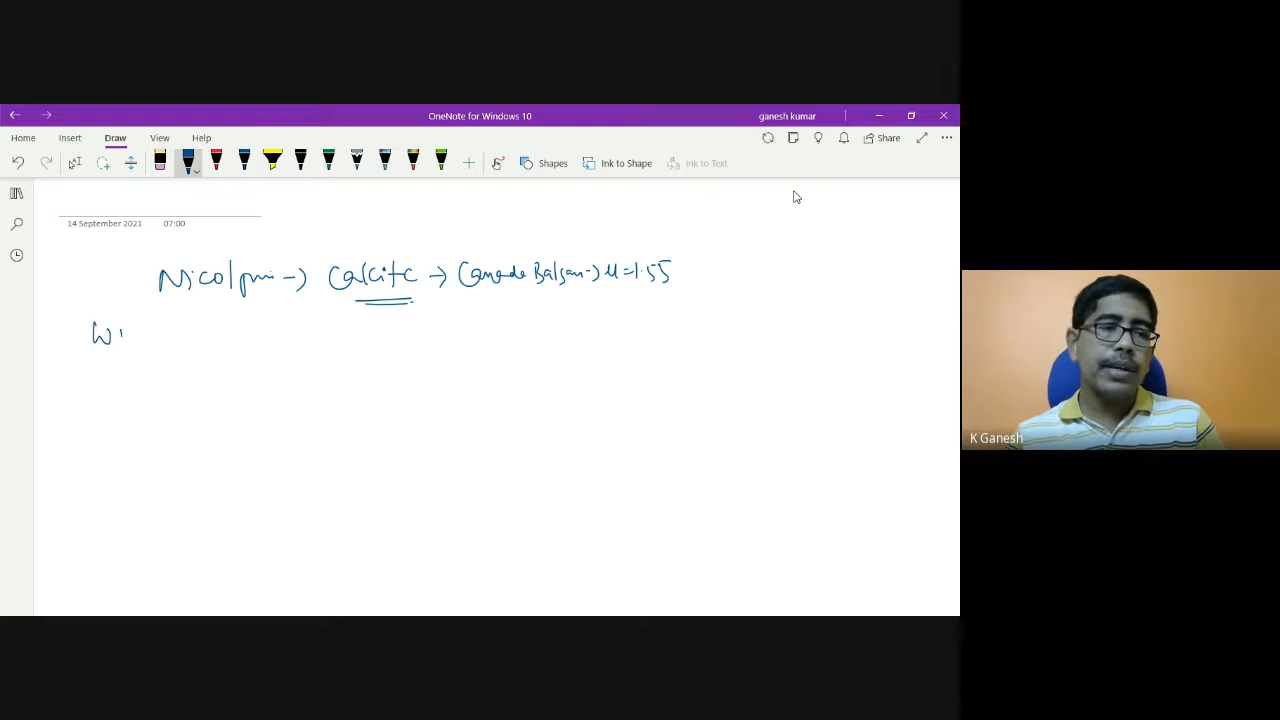 OneNote for Windows 10
ganesh kumar
Home Insert Draw View Help
Share
Shapes Ink to Shape Ink to Text
14 September 2021 07:00
Nicol → Calcite → Canada Balsam → μ = 1.55
K Ganesh